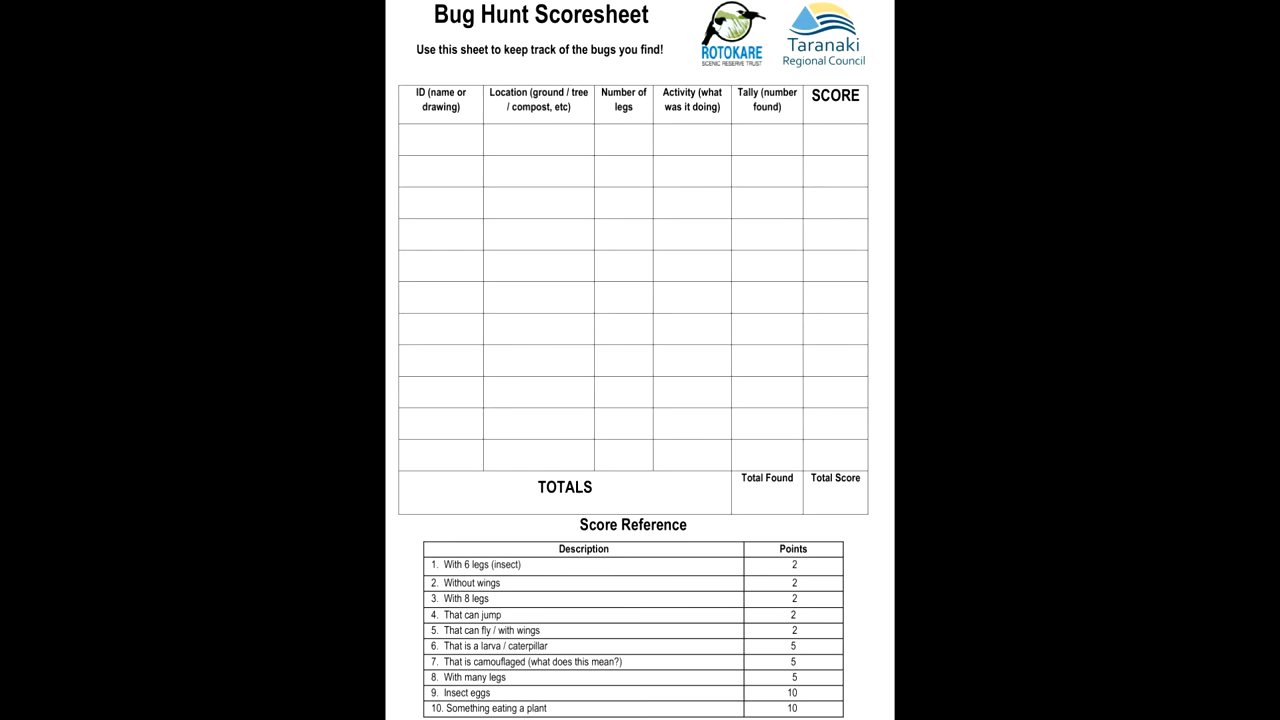 Bug Hunt Scoresheet
Use this sheet to keep track of the bugs you find!
ROTOKARE
SCENIC RESERVE TRUST
Taranaki
Regional Council
ID (name or drawing)
Location (ground / tree / compost, etc)
Number of legs
Activity (what was it doing)
Tally (number found)
SCORE
TOTALS
Total Found
Total Score
Score Reference
Description Points
1. With 6 legs (insect) 2
2. Without wings 2
3. With 8 legs 2
4. That can jump 2
5. That can fly / with wings 2
6. That is a larva / caterpillar 5
7. That is camouflaged (what does this mean?) 5
8. With many legs 5
9. Insect eggs 10
10. Something eating a plant 10